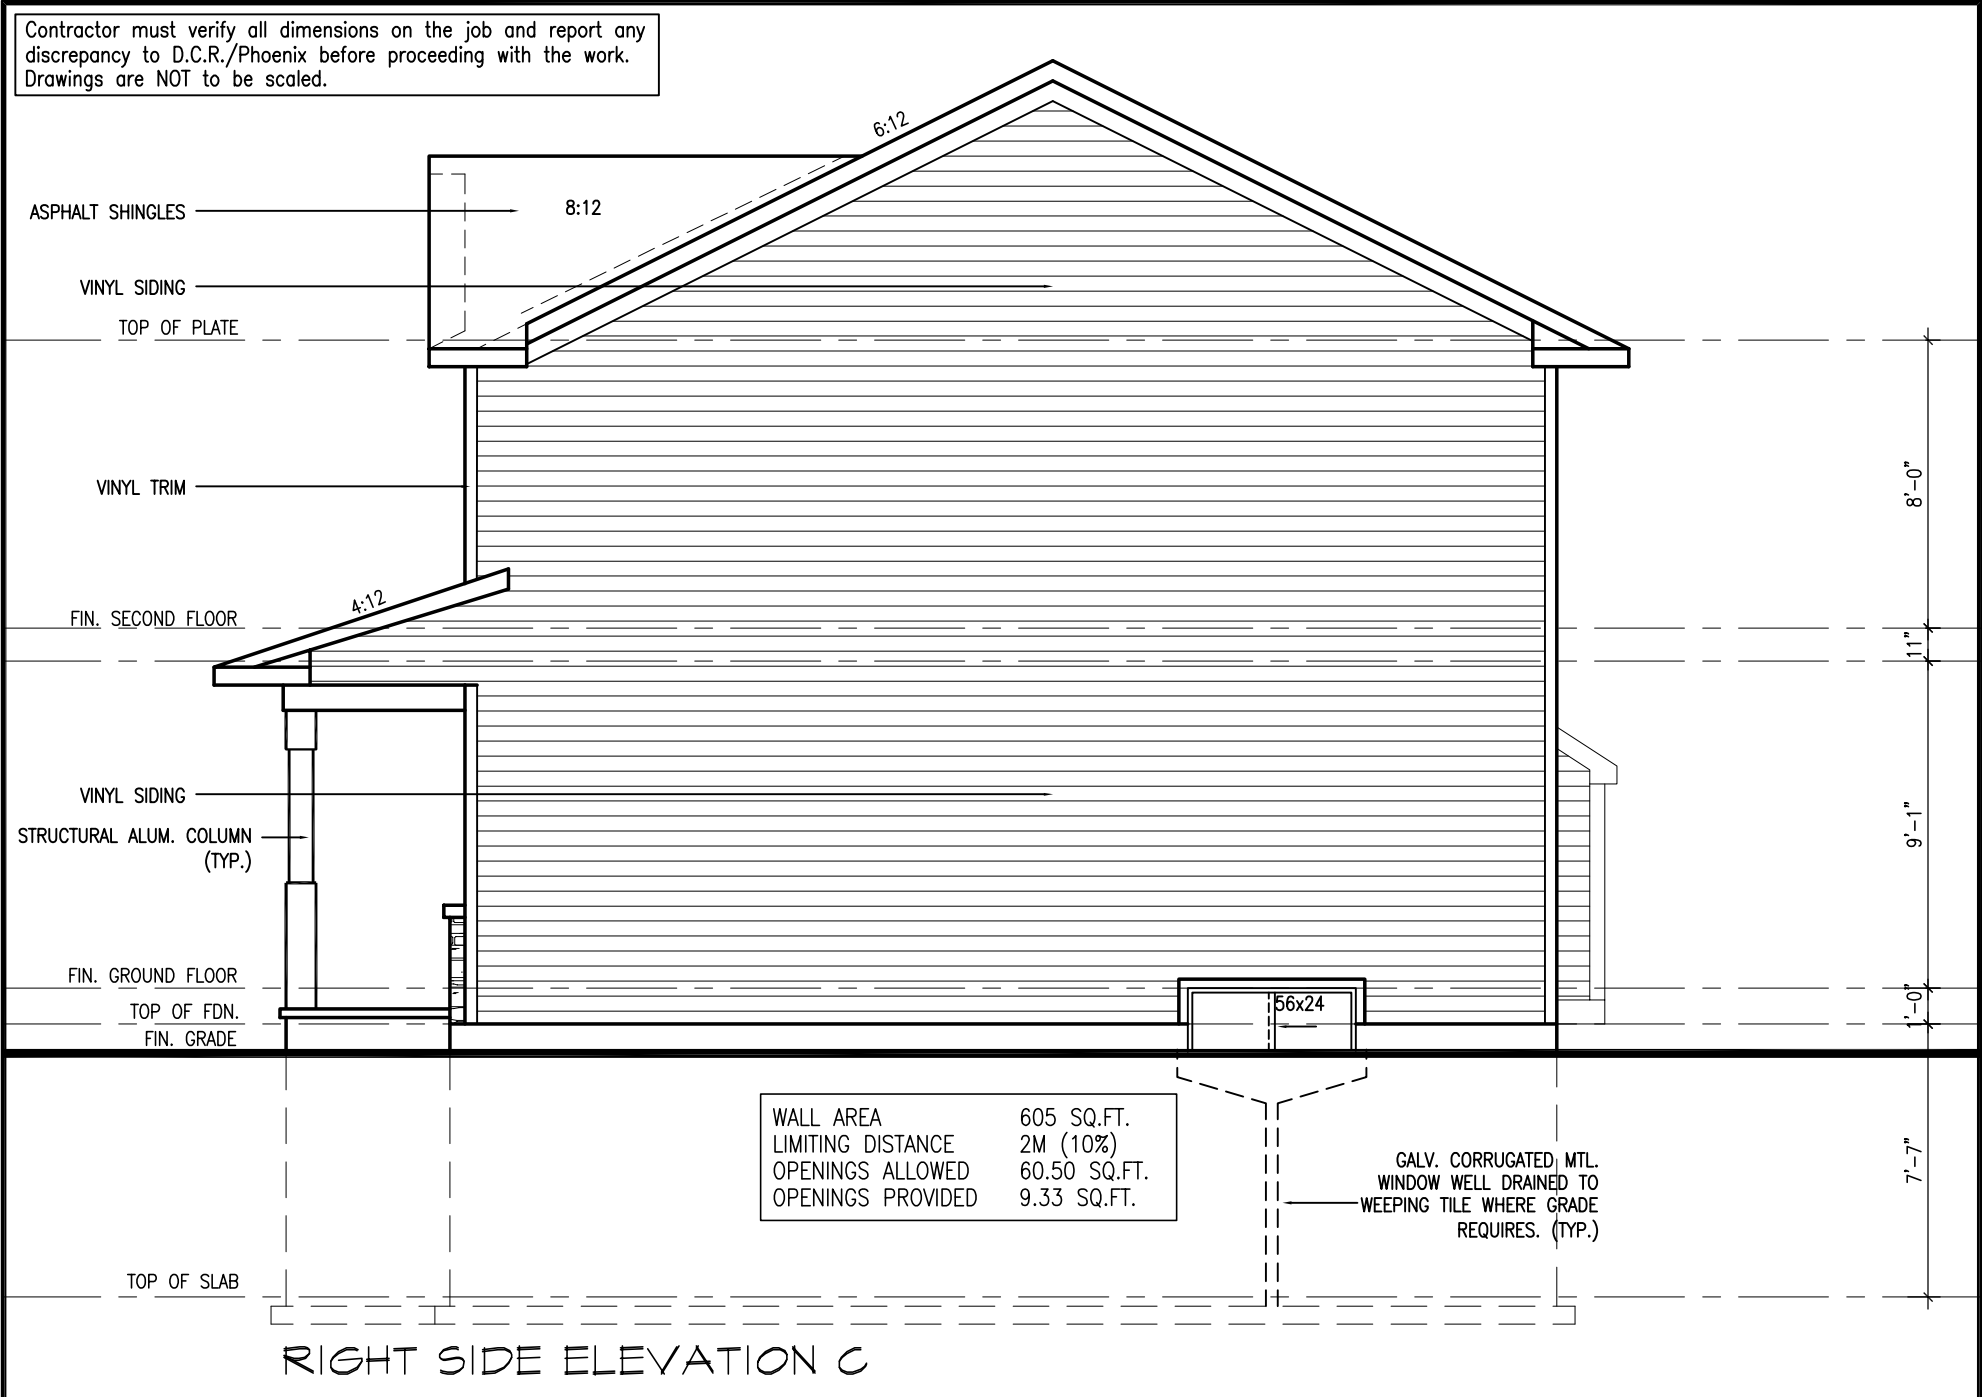 Contractor must verify all dimensions on the job and report any
discrepancy to D.C.R./Phoenix before proceeding with the work.
Drawings are NOT to be scaled.
6:12
ASPHALT SHINGLES
8:12
VINYL SIDING
TOP OF PLATE
VINYL TRIM
8'-0"
4:12
FIN. SECOND FLOOR
11"
VINYL SIDING
9'-1"
STRUCTURAL ALUM. COLUMN
(TYP.)
FIN. GROUND FLOOR
56x24
1'-0"
TOP OF FDN.
FIN. GRADE
WALL AREA 605 SQ.FT.
LIMITING DISTANCE 2M (10%)
OPENINGS ALLOWED 60.50 SQ.FT.
OPENINGS PROVIDED 9.33 SQ.FT.
GALV. CORRUGATED MTL.
WINDOW WELL DRAINED TO
WEEPING TILE WHERE GRADE
REQUIRES. (TYP.)
7'-7"
TOP OF SLAB
RIGHT SIDE ELEVATION C